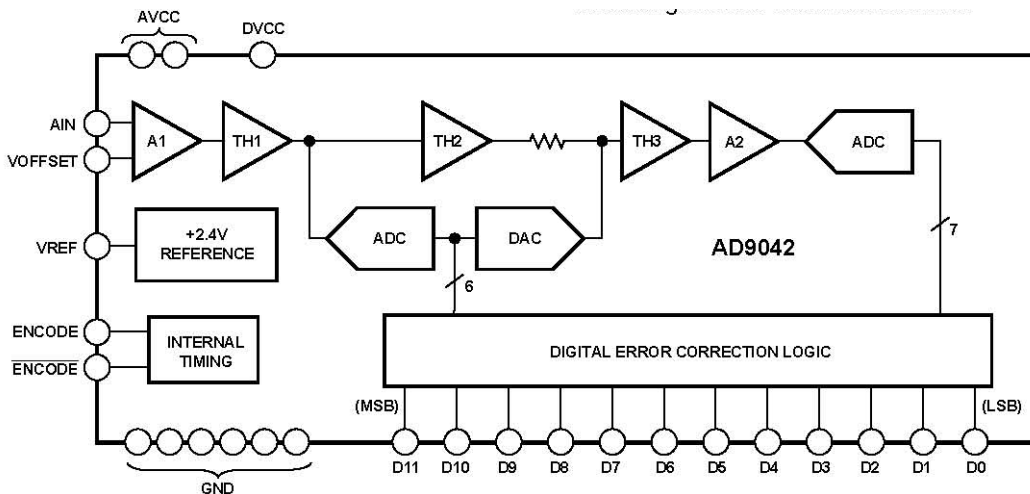 AVCC
DVCC
AIN
VOFFSET
A1
TH1
TH2
TH3
A2
ADC
ADC
DAC
7
6
VREF
+2.4V
REFERENCE
AD9042
ENCODE
ENCODE
INTERNAL
TIMING
DIGITAL ERROR CORRECTION LOGIC
(MSB)
(LSB)
GND
D11 D10 D9 D8 D7 D6 D5 D4 D3 D2 D1 D0